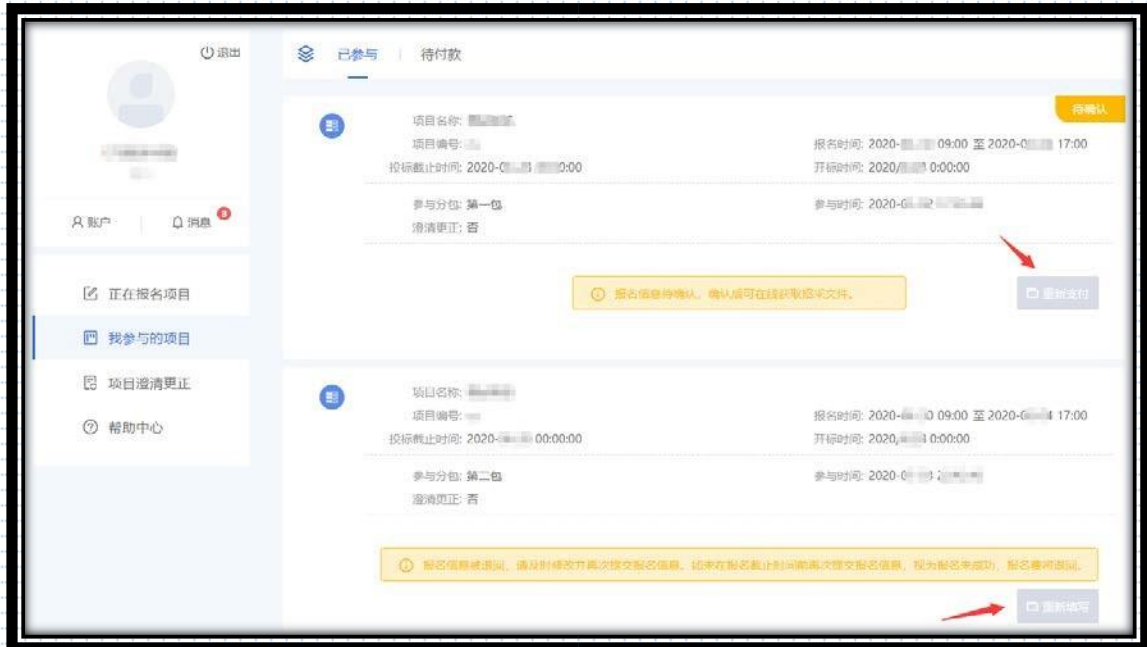 退出
已参与
待付款
待确认
项目名称:
项目编号:
报名时间: 2020- 09:00 至 2020-0 17:00
投标截止时间: 2020-0 0:00
开标时间: 2020/ 0:00:00
参与分包: 第一包
参与时间: 2020-0
澄清更正: 否
账户
消息
报名信息待确认，确认后可在线获取招采文件。
重新支付
正在报名项目
我参与的项目
项目澄清更正
帮助中心
项目名称:
项目编号:
报名时间: 2020- 0 09:00 至 2020-0 4 17:00
投标截止时间: 2020- 00:00:00
开标时间: 2020/ 0:00:00
参与分包: 第二包
参与时间: 2020-0
澄清更正: 否
报名信息被退回，请及时修改并再次提交报名信息。如未在报名截止时间前再次提交报名信息，视为报名未成功，报名费将退回。
重新填写